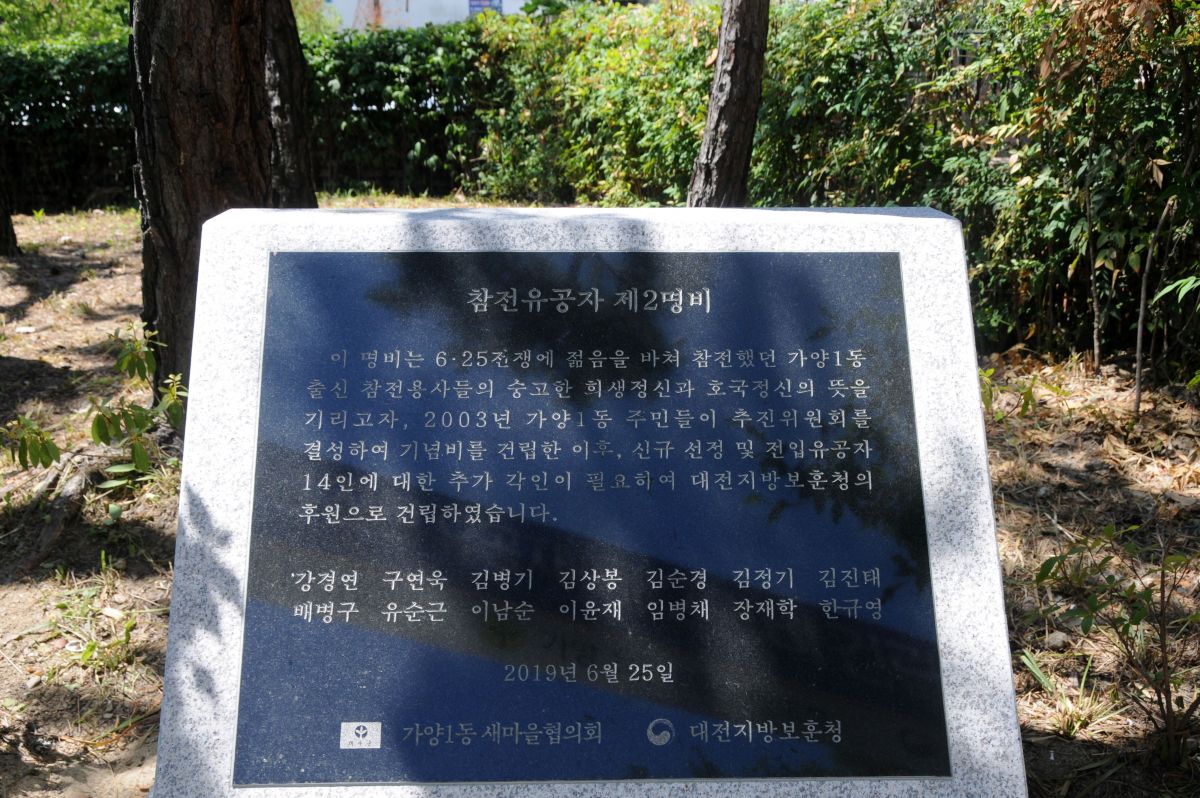 참전유공자 제2명비
이 명비는 6·25전쟁에 젊음을 바쳐 참전했던 가양1동
출신 참전용사들의 숭고한 희생정신과 호국정신의 뜻을
기리고자, 2003년 가양1동 주민들이 추진위원회를
결성하여 기념비를 건립한 이후, 신규 선정 및 전입유공자
14인에 대한 추가 각인이 필요하여 대전지방보훈청의
후원으로 건립하였습니다.
강경연 구연욱 김병기 김상봉 김순경 김정기 김진태
배병구 유순근 이남순 이윤재 임병채 장재학 한규영
2019년 6월 25일
가양1동 새마을협의회 대전지방보훈청